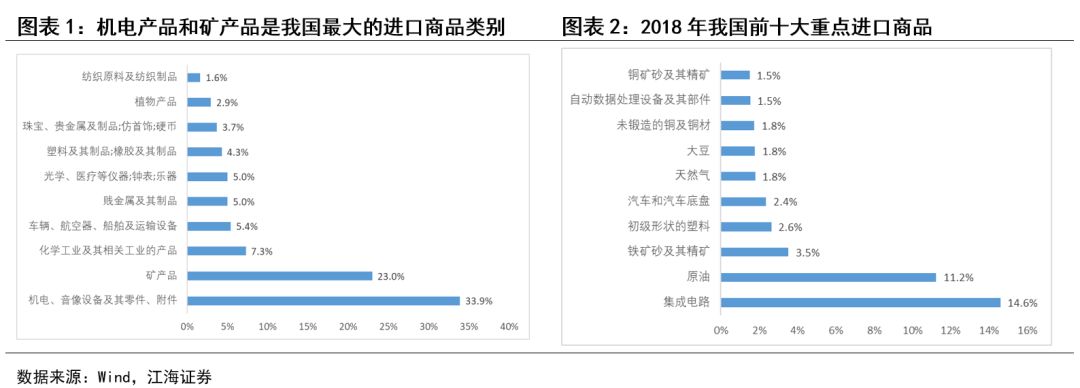 图表 1：机电产品和矿产品是我国最大的进口商品类别
纺织原料及纺织制品 1.6%
植物产品 2.9%
珠宝、贵金属及制品;仿首饰;硬币 3.7%
塑料及其制品;橡胶及其制品 4.3%
光学、医疗等仪器;钟表;乐器 5.0%
贱金属及其制品 5.0%
车辆、航空器、船舶及运输设备 5.4%
化学工业及其相关工业的产品 7.3%
矿产品 23.0%
机电、音像设备及其零件、附件 33.9%
0% 5% 10% 15% 20% 25% 30% 35% 40%
图表 2：2018 年我国前十大重点进口商品
铜矿砂及其精矿 1.5%
自动数据处理设备及其部件 1.5%
未锻造的铜及铜材 1.8%
大豆 1.8%
天然气 1.8%
汽车和汽车底盘 2.4%
初级形状的塑料 2.6%
铁矿砂及其精矿 3.5%
原油 11.2%
集成电路 14.6%
0% 2% 4% 6% 8% 10% 12% 14% 16%
数据来源：Wind，江海证券